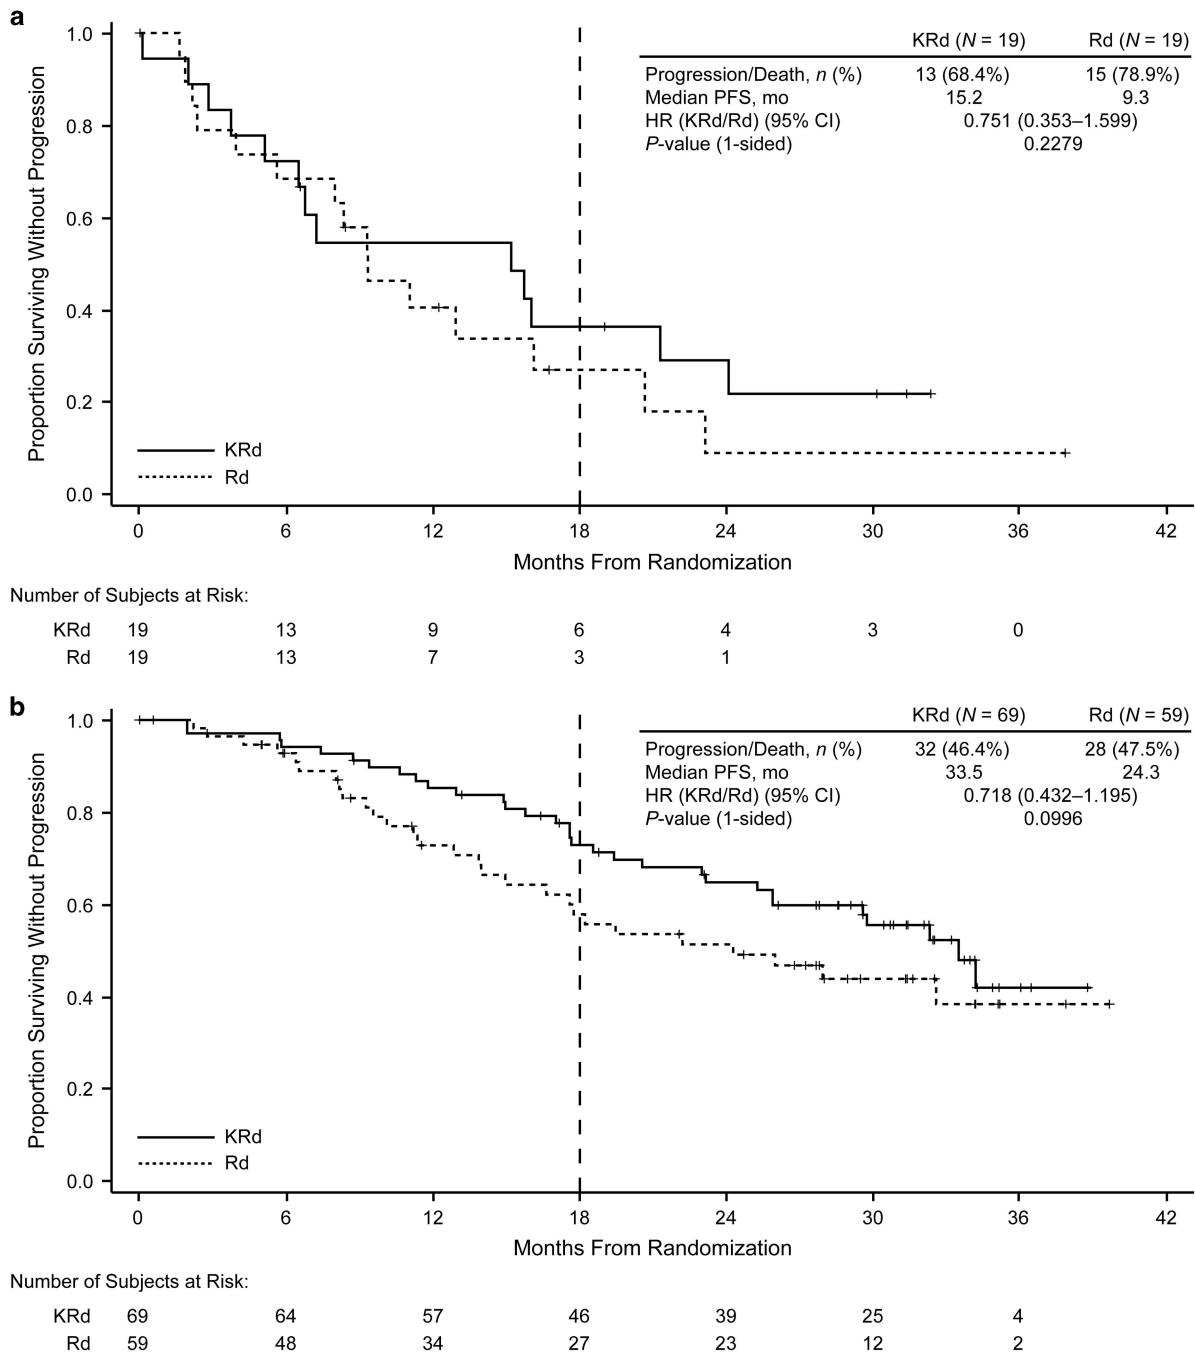 a
KRd (N = 19) Rd (N = 19)
Progression/Death, n (%) 13 (68.4%) 15 (78.9%)
Median PFS, mo 15.2 9.3
HR (KRd/Rd) (95% CI) 0.751 (0.353–1.599)
P-value (1-sided) 0.2279
Proportion Surviving Without Progression
1.0
0.8
0.6
0.4
0.2
0.0
KRd
Rd
0 6 12 18 24 30 36 42
Months From Randomization
Number of Subjects at Risk:
KRd 19 13 9 6 4 3 0
Rd 19 13 7 3 1
b
KRd (N = 69) Rd (N = 59)
Progression/Death, n (%) 32 (46.4%) 28 (47.5%)
Median PFS, mo 33.5 24.3
HR (KRd/Rd) (95% CI) 0.718 (0.432–1.195)
P-value (1-sided) 0.0996
Proportion Surviving Without Progression
1.0
0.8
0.6
0.4
0.2
0.0
KRd
Rd
0 6 12 18 24 30 36 42
Months From Randomization
Number of Subjects at Risk:
KRd 69 64 57 46 39 25 4
Rd 59 48 34 27 23 12 2